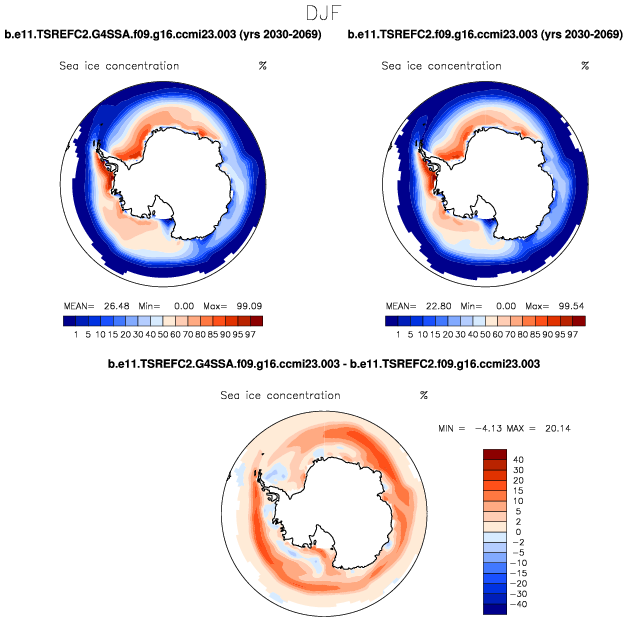 DJF
b.e11.TSREFC2.G4SSA.f09.g16.ccmi23.003 (yrs 2030-2069)
b.e11.TSREFC2.f09.g16.ccmi23.003 (yrs 2030-2069)
Sea ice concentration %
Sea ice concentration %
MEAN= 26.48 Min= 0.00 Max= 99.09
MEAN= 22.80 Min= 0.00 Max= 99.54
1 5 10 15 20 30 40 50 60 70 80 85 90 95 97
1 5 10 15 20 30 40 50 60 70 80 85 90 95 97
b.e11.TSREFC2.G4SSA.f09.g16.ccmi23.003 - b.e11.TSREFC2.f09.g16.ccmi23.003
Sea ice concentration %
MIN = -4.13 MAX = 20.14
40
30
20
15
10
5
2
0
-2
-5
-10
-15
-20
-30
-40